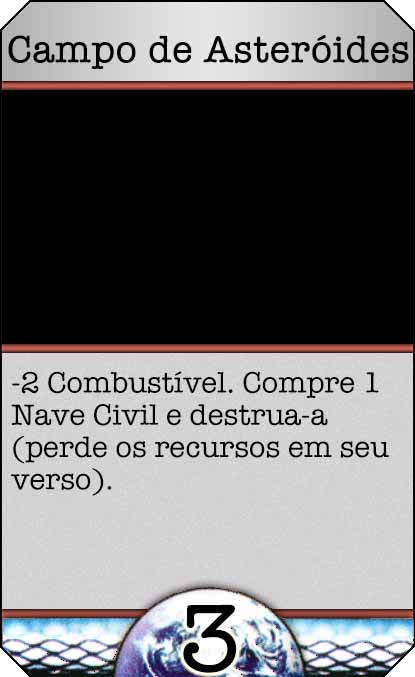 Campo de Asteróides
-2 Combustível. Compre 1
Nave Civil e destrua-a
(perde os recursos em seu
verso).
3